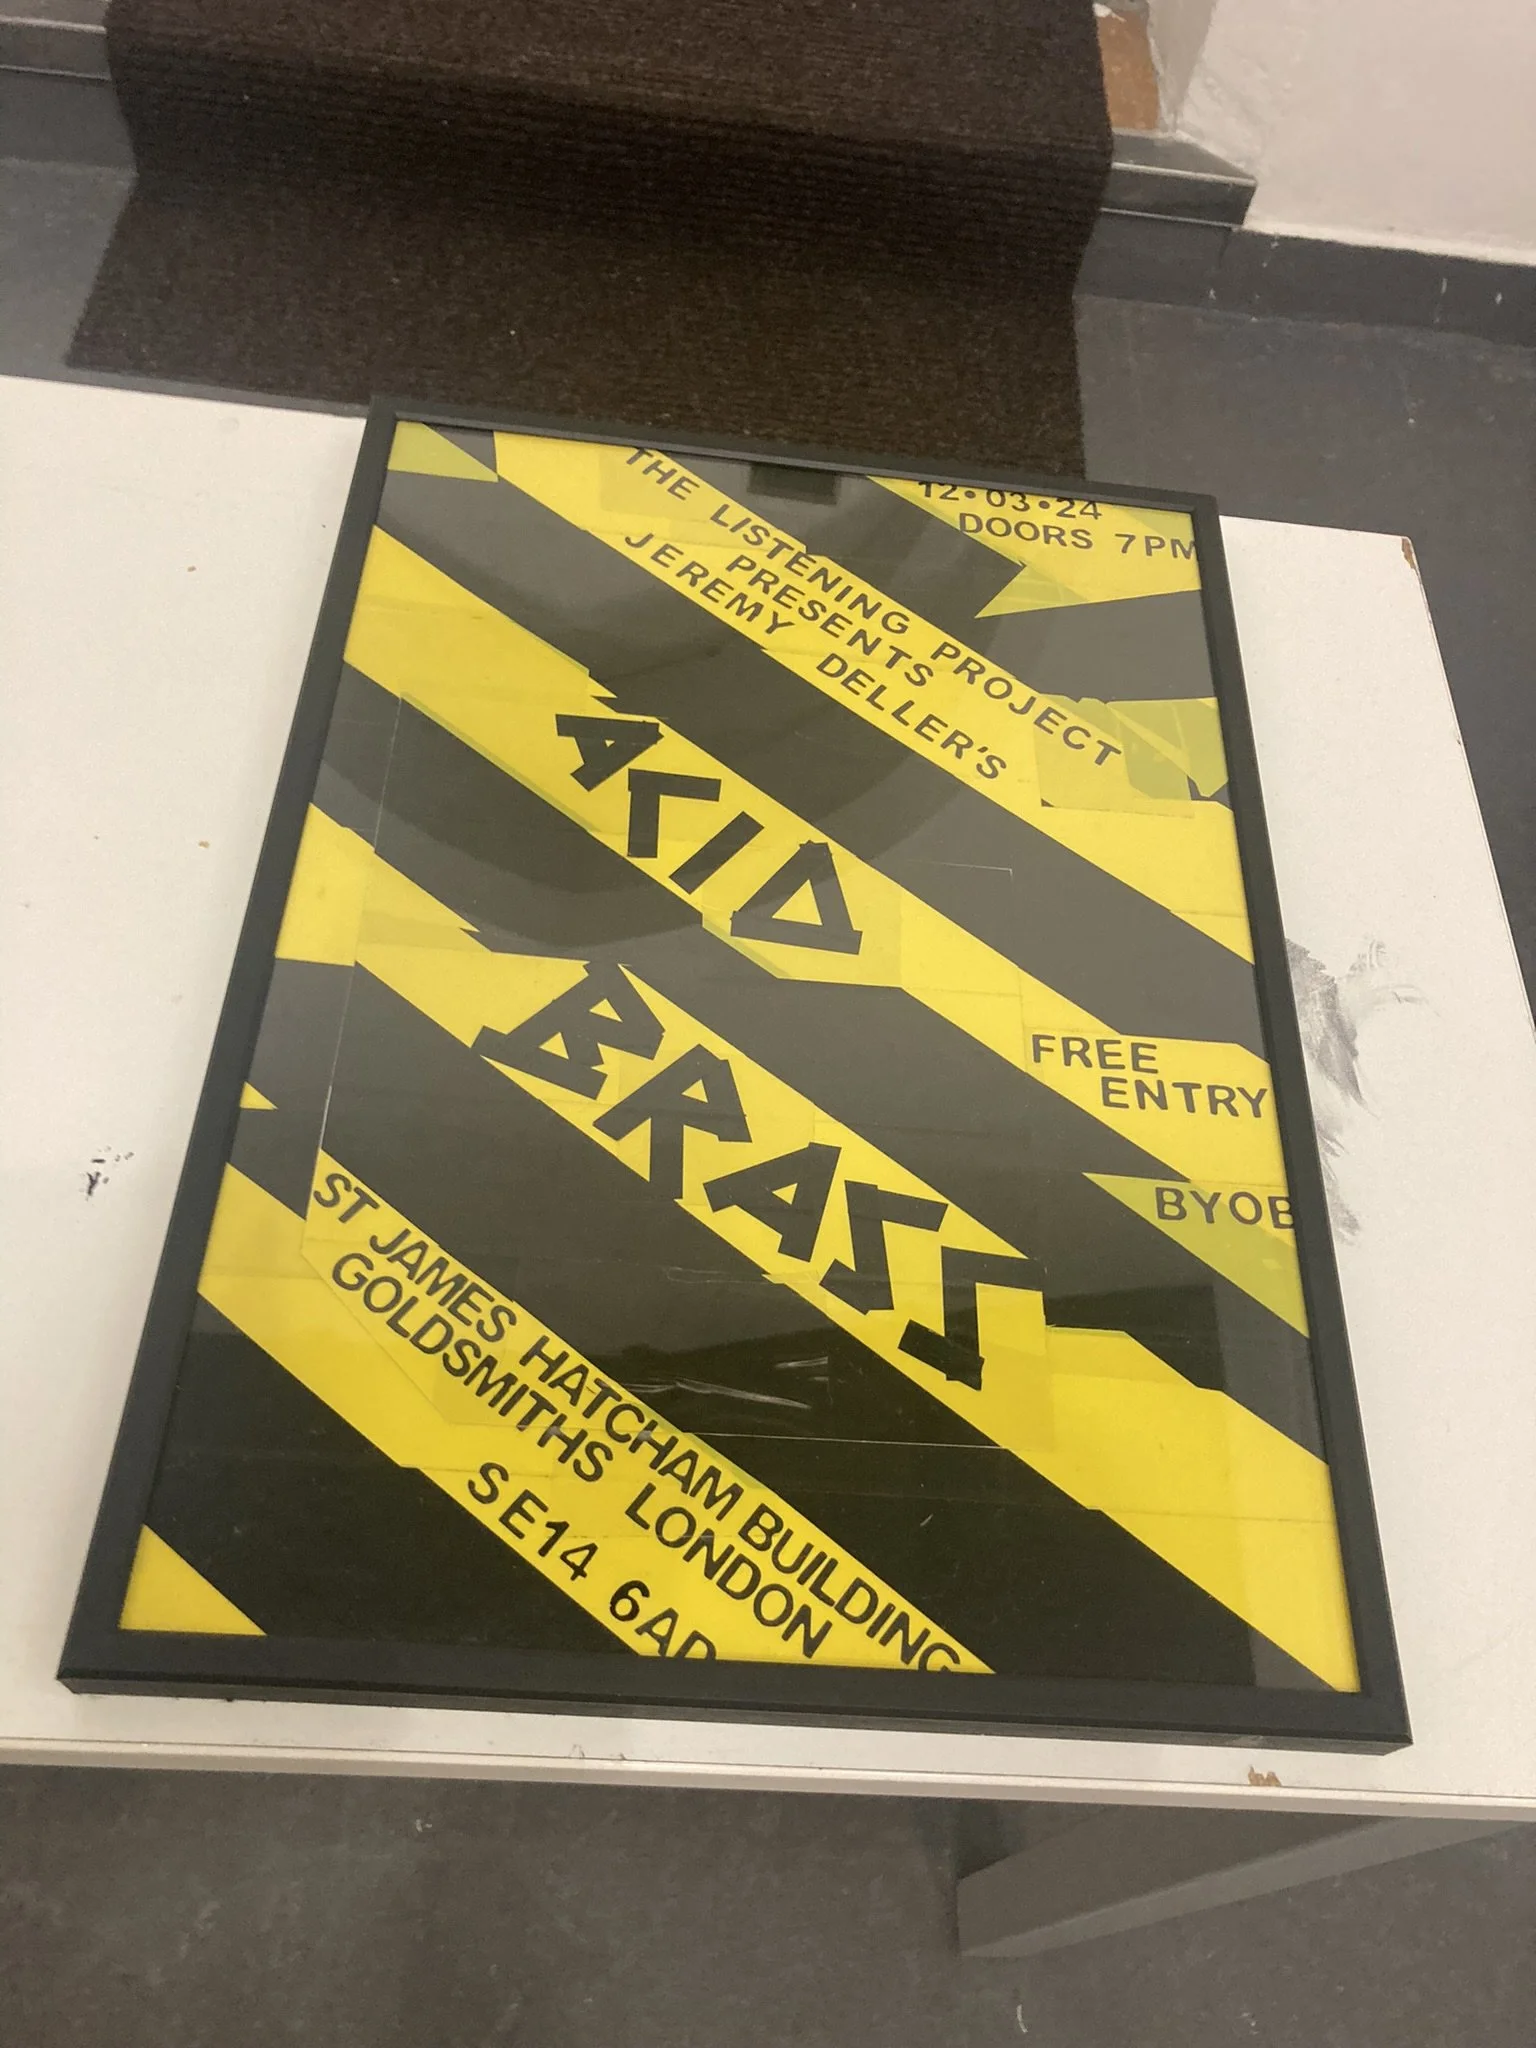 12•03•24
DOORS 7PM
THE LISTENING PROJECT
PRESENTS
JEREMY DELLER'S
ACID
BRASS
FREE
ENTRY
BYOB
ST JAMES HATCHAM BUILDING
GOLDSMITHS LONDON
SE14 6AD